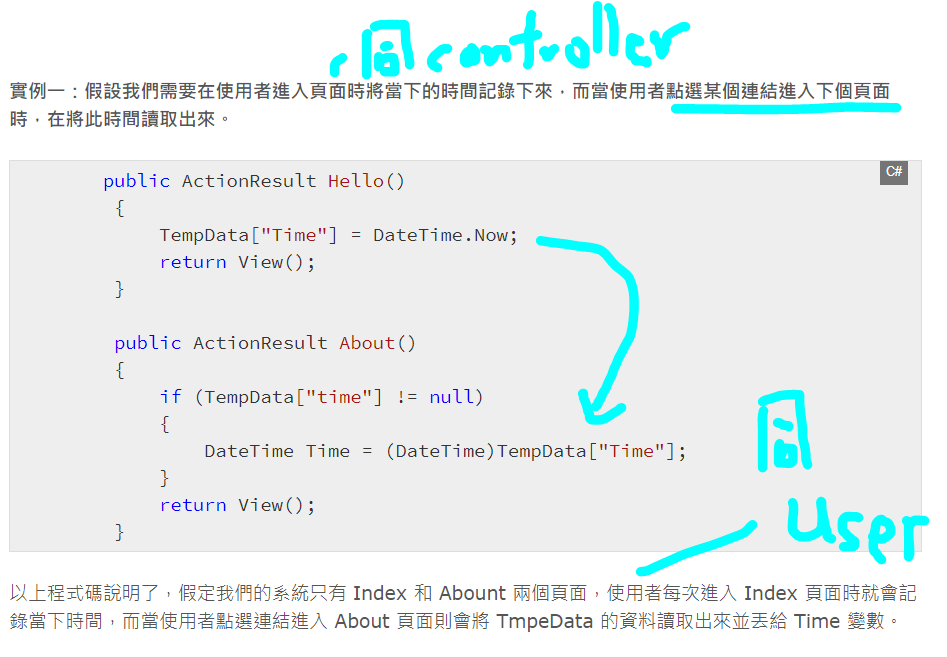 同controller
實例一：假設我們需要在使用者進入頁面時將當下的時間記錄下來，而當使用者點選某個連結進入下個頁面
時，在將此時間讀取出來。
C#
public ActionResult Hello()
{
TempData["Time"] = DateTime.Now;
return View();
}
public ActionResult About()
{
if (TempData["time"] != null)
{
DateTime Time = (DateTime)TempData["Time"];
}
return View();
}
同
user
以上程式碼說明了，假定我們的系統只有 Index 和 Abount 兩個頁面，使用者每次進入 Index 頁面時就會記
錄當下時間，而當使用者點選連結進入 About 頁面則會將 TmpeData 的資料讀取出來並丟給 Time 變數。